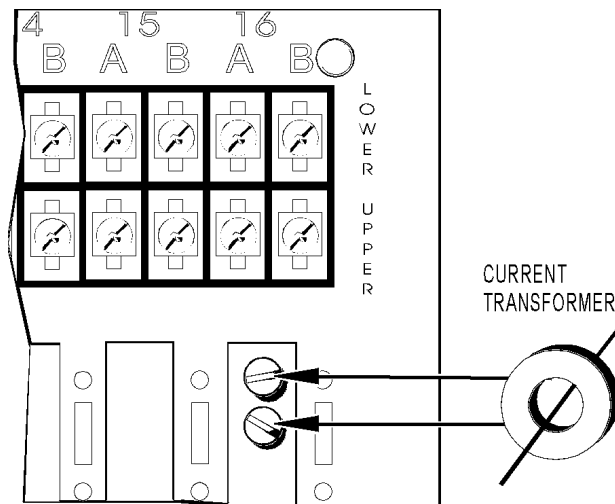 4 15 16
B A B A B
LOWER
UPPER
CURRENT
TRANSFORMER